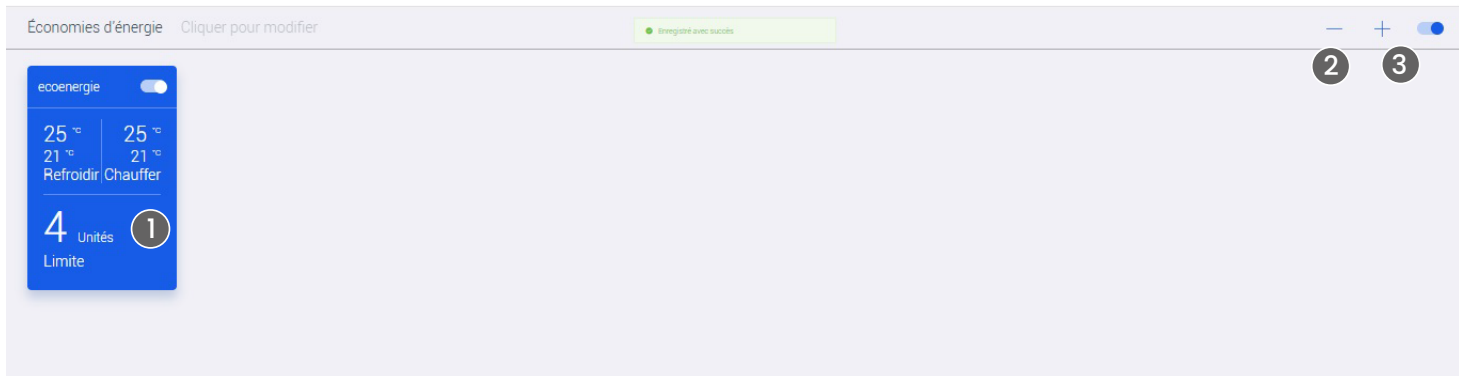 Économies d'énergie Cliquer pour modifier
Enregistré avec succès
2 3
ecoenergie
25 °C 25 °C
21 °C 21 °C
Refroidir Chauffer
4 Unités 1
Limite